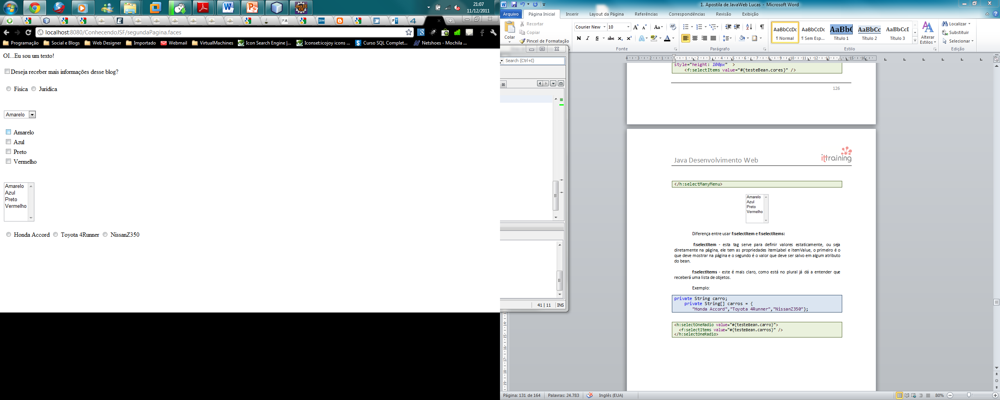 21:07
11/12/2011
localhost:8080/ConhecendoJSF/segundaPagina.faces
Programação Social e Blogs Web Designer Importado Webmail VirtualMachines Icon Search Engine |... Iconset:icojoy icons ... Curso SQL Complet... Netshoes - Mochila ...
OI...Eu sou um texto!
Deseja receber mais informações desse blog?
Fisica Juridica
Amarelo
Amarelo
Azul
Preto
Vermelho
Amarelo
Azul
Preto
Vermelho
Honda Accord Toyota 4Runner NissanZ350
1. Apostila de JavaWeb Lucas - Microsoft Word
Arquivo Página Inicial Inserir Layout da Página Referências Correspondências Revisão Exibição
Colar
Recortar
Copiar
Pincel de Formatação
Courier New 10
Fonte
Parágrafo
AaBbCcDc AaBbCcDc AaBbC AaBbCc AaBbCcI
¶ Normal ¶ Sem Esp... Título 1 Título 2 Título 3
Alterar
Estilos
Estilo
Localizar
Substituir
Selecionar
Edição
Search (Ctrl+I)
41 | 11 INS
style="height: 100px" >
<f:selectItems value="#{testeBean.cores}" />
126
Java Desenvolvimento Web
ittraining
</h:selectManyMenu>
Amarelo
Azul
Preto
Vermelho
Diferença entre usar f:selectItem e f:selectItems:
f:selectItem - esta tag serve para definir valores estaticamente, ou seja
diretamente na página, ele tem as propriedades itemLabel e itemValue, o primeiro é o
que deve mostrar na página e o segundo é o valor que deve ser salvo em algum atributo
do bean.
f:selectItems - este é mais claro, como está no plural já dá a entender que
receberá uma lista de objetos.
Exemplo:
private String carro;
private String[] carros = {
"Honda Accord","Toyota 4Runner","NissanZ350"};
<h:selectOneRadio value="#{testeBean.carro}">
<f:selectItems value="#{testeBean.carros}" />
</h:selectOneRadio>
Página: 131 de 164 Palavras: 24.783 Inglês (EUA) 80%